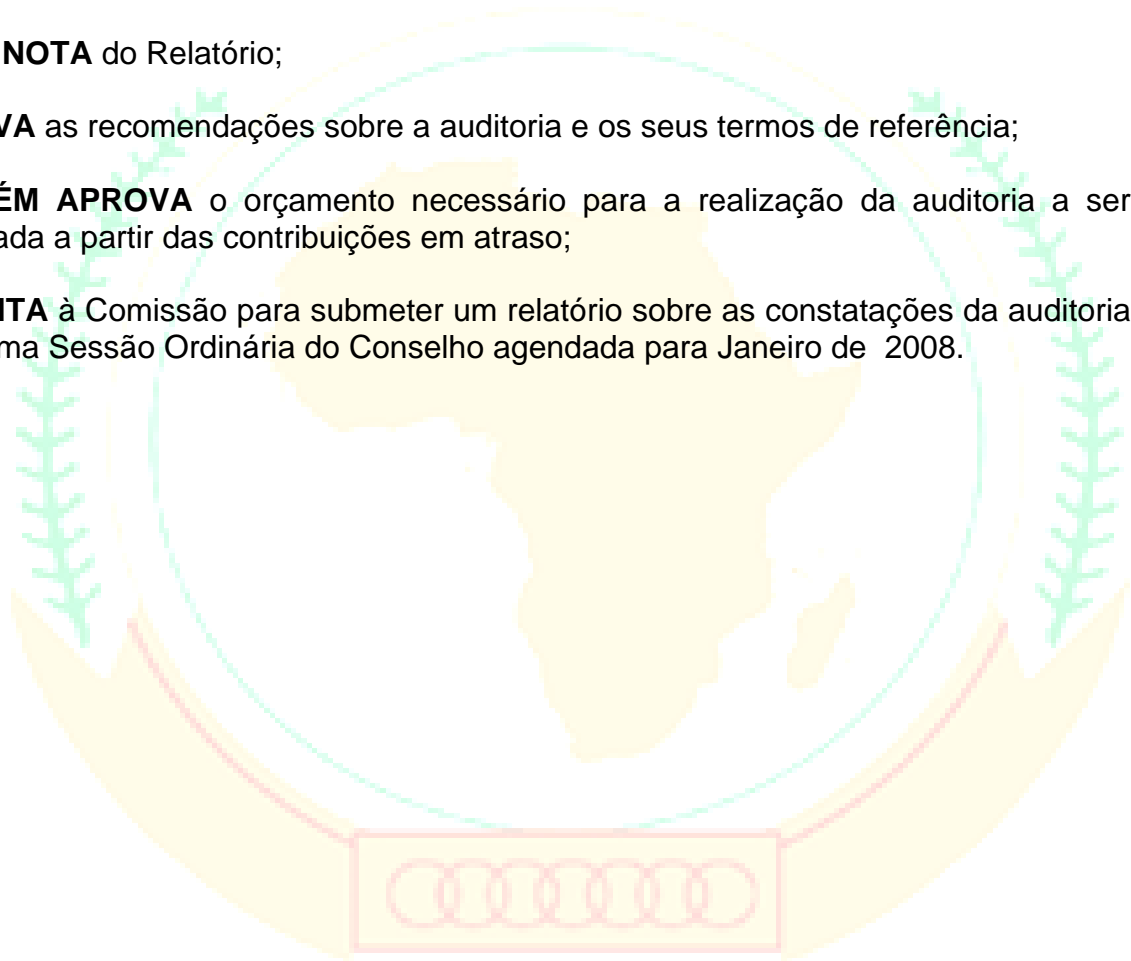 NOTA do Relatório;
VA as recomendações sobre a auditoria e os seus termos de referência;
ÉM APROVA o orçamento necessário para a realização da auditoria a ser
ada a partir das contribuições em atraso;
ITA à Comissão para submeter um relatório sobre as constatações da auditoria
ma Sessão Ordinária do Conselho agendada para Janeiro de 2008.